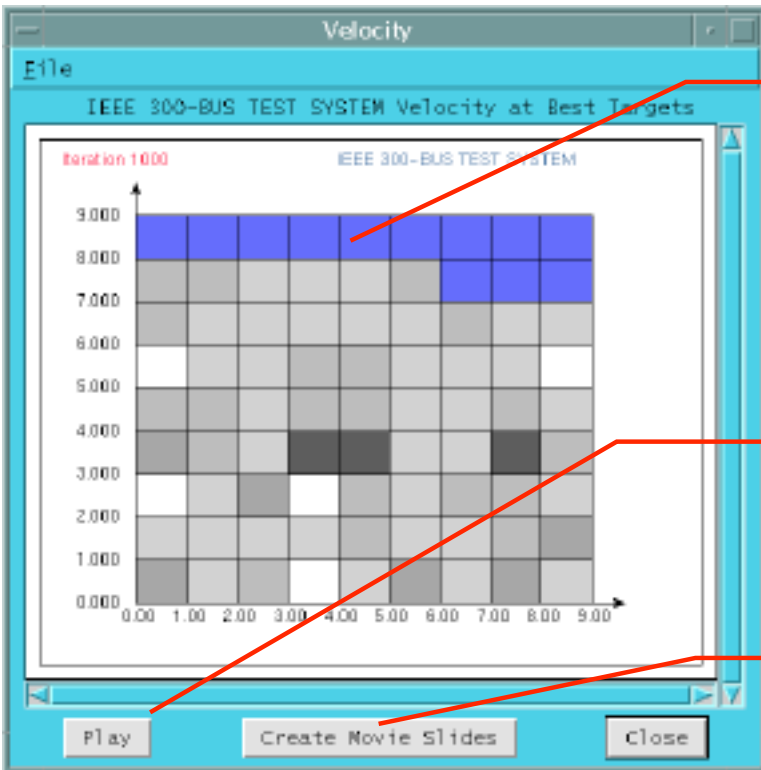 Velocity
File
IEEE 300-BUS TEST SYSTEM Velocity at Best Targets
Iteration 1000 IEEE 300-BUS TEST SYSTEM
9.000
8.000
7.000
6.000
5.000
4.000
3.000
2.000
1.000
0.000
0.00 1.00 2.00 3.00 4.00 5.00 6.00 7.00 8.00 9.00
Play Create Movie Slides Close